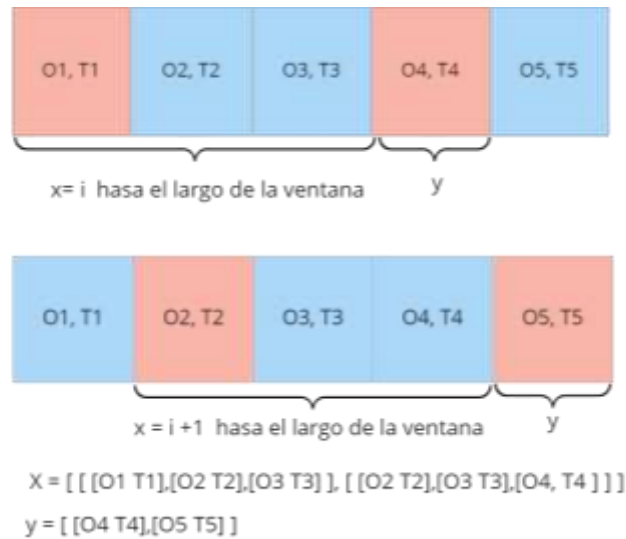 O1, T1 O2, T2 O3, T3 O4, T4 O5, T5
x= i hasa el largo de la ventana y
O1, T1 O2, T2 O3, T3 O4, T4 O5, T5
x = i +1 hasa el largo de la ventana y
X = [ [ [O1 T1],[O2 T2],[O3 T3] ], [ [O2 T2],[O3 T3],[O4, T4 ] ] ]
y = [ [O4 T4],[O5 T5] ]